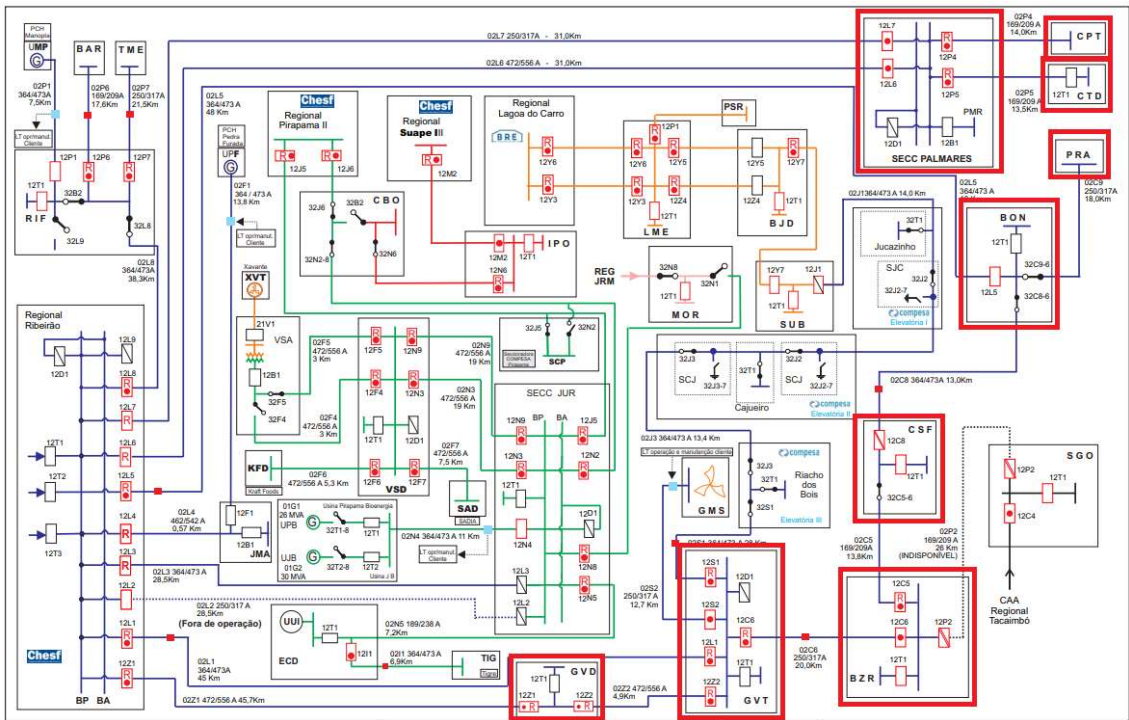 PCH
Manopla
UMP
G
BAR
TME
02P1
364/473 A
7,5Km
02P6
169/209A
17,6Km
02P7
250/317A
21,5Km
LT opr/manut.
Cliente
12P1
12P6
12P7
12T1
32B2
RIF
32L9
32L8
02L8
364/473A
38,3Km
02L7 250/317A - 31,0Km
02L6 472/556 A - 31,0Km
02L5
364/473 A
48 Km
PCH
Pedra
Furada
UPF
G
02F1
364 / 473 A
13,8 Km
LT opr/manut.
Cliente
Chesf
Regional
Pirapama II
R
12J5
R
12J6
Chesf
Regional
Suape III
R
12M2
32J6
32B2
CBO
32N2-8
32N6
12M2
12T1
IPO
12N6
Regional
Lagoa do Carro
BRE
12Y6
12Y3
PSR
12P1
12Y6
12Y5
12Y3
12Z4
12T1
LME
12Y5
12Y7
12Z4
12T1
BJD
REG
JRM
32N8
32N1
12T1
MOR
12Y7
12J1
12T1
SUB
12L7
12L6
12P4
12P5
12D1
PMR
12B1
SECC PALMARES
02P4
169/209 A
14,0Km
CPT
12T1
CTD
02P5
169/209 A
13,5Km
PRA
02C9
250/317A
18,0Km
02L5
364/473 A
02J1364/473 A 14,0 Km
BON
12T1
12L5
32C9-6
32C8-6
32T1
Jucazinho
SJC
32J2
32J2-7
compesa
Elevatória I
32J3
SCJ
32J3-7
32T1
Cajueiro
32J2
SCJ
32J2-7
compesa
Elevatória II
02C8 364/473A 13,0Km
Xavante
XVT
21V1
VSA
12B1
32F5
32F4
02F5
472/556 A
3 Km
02F4
472/556 A
3 Km
12F5
12N9
12F4
12N3
12T1
12D1
12F6
12F7
VSD
02N9
472/556 A
19 Km
02N3
472/556 A
19 Km
02F7
472/556 A
7,5 Km
KFD
Kraft Foods
02F6
472/556 A 5,3 Km
SAD
SADIA
32J5
32N2
Seccionadora
COMPESA
Pirapama
SCP
SECC JUR
BP
BA
12N9
12J5
12N3
12N2
12T1
12D1
12N4
12N8
12L3
12N5
12L2
02J3 364/473 A 13,4 Km
LT operação e manutenção cliente
GMS
compesa
32J3
32T1
Riacho
dos Bois
32S1
Elevatória III
CSF
12C8
12T1
32C5-6
SGO
12P2
12T1
12C4
CAA
Regional
Tacaimbó
02P2
169/209 A
26 Km
(INDISPONÍVEL)
02C5
169/209A
13,8Km
Regional
Ribeirão
12L9
12D1
12L8
12L7
12T1
12L6
12T2
12L5
12L4
12T3
12L3
12L2
12L1
12Z1
Chesf
BP
BA
02L4
462/542 A
0,57 Km
12F1
12B1
JMA
02L3 364/473 A
28,5Km
02L2 250/317A
28,5Km
(Fora de operação)
02L1
364/473A
45 Km
02Z1 472/556 A 45,7Km
01G1
26 MVA
UPB
Usina Pirapama Bioenergia
32T1-8
12T1
UJB
01G2
30 MVA
32T2-8
12T2
Usina J B
02N4 364/473 A 11 Km
LT opr/manut.
Cliente
UUI
12T1
12I1
ECD
02N5 189/238 A
7,2Km
02I1 364/473 A
6,9Km
TIG
Tigre
GVD
12T1
12Z1
12Z2
02Z2 472/556 A
4,9Km
02S1 364/473 A 28 Km
02S2
250/317 A
12,7 Km
12S1
12D1
12S2
12C6
12L1
12T1
12Z2
GVT
02C6
250/317A
20,0Km
12C5
12C6
12P2
12T1
BZR